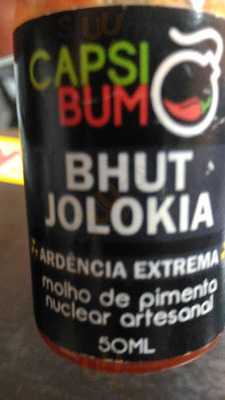 CAPSI
BUM
BHUT
JOLOKIA
ARDÊNCIA EXTREMA
molho de pimenta
nuclear artesanal
50ML